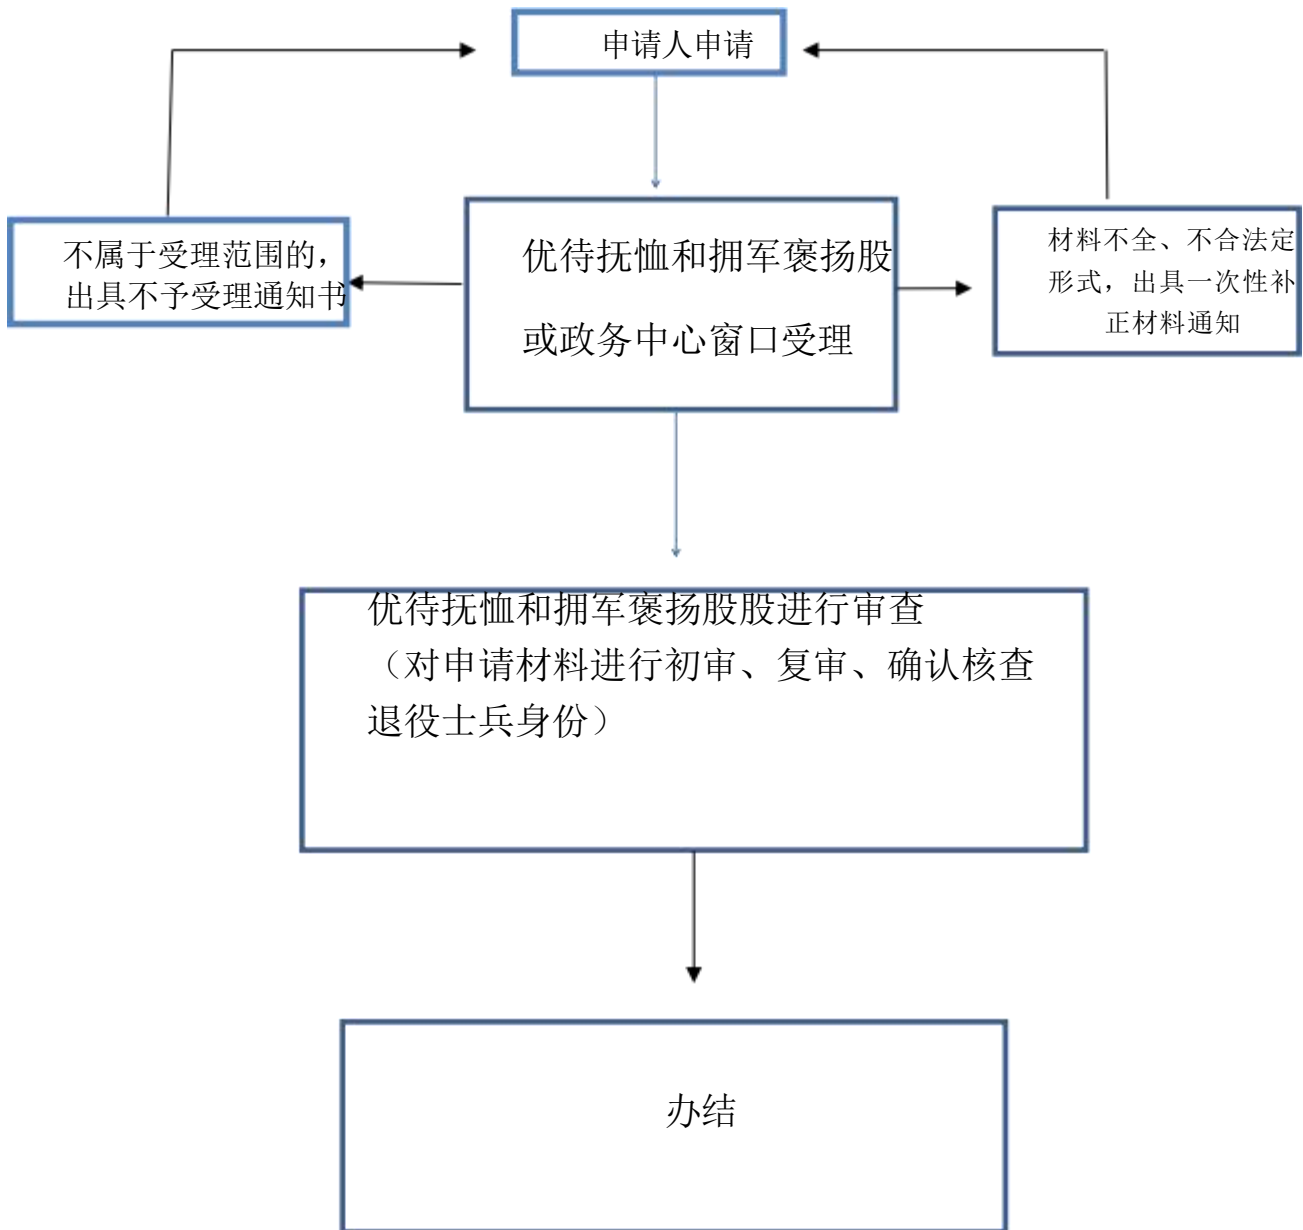 申请人申请
不属于受理范围的，
出具不予受理通知书
优待抚恤和拥军褒扬股
或政务中心窗口受理
材料不全、不合法定
形式，出具一次性补
正材料通知
优待抚恤和拥军褒扬股股进行审查
（对申请材料进行初审、复审、确认核查
退役士兵身份）
办结